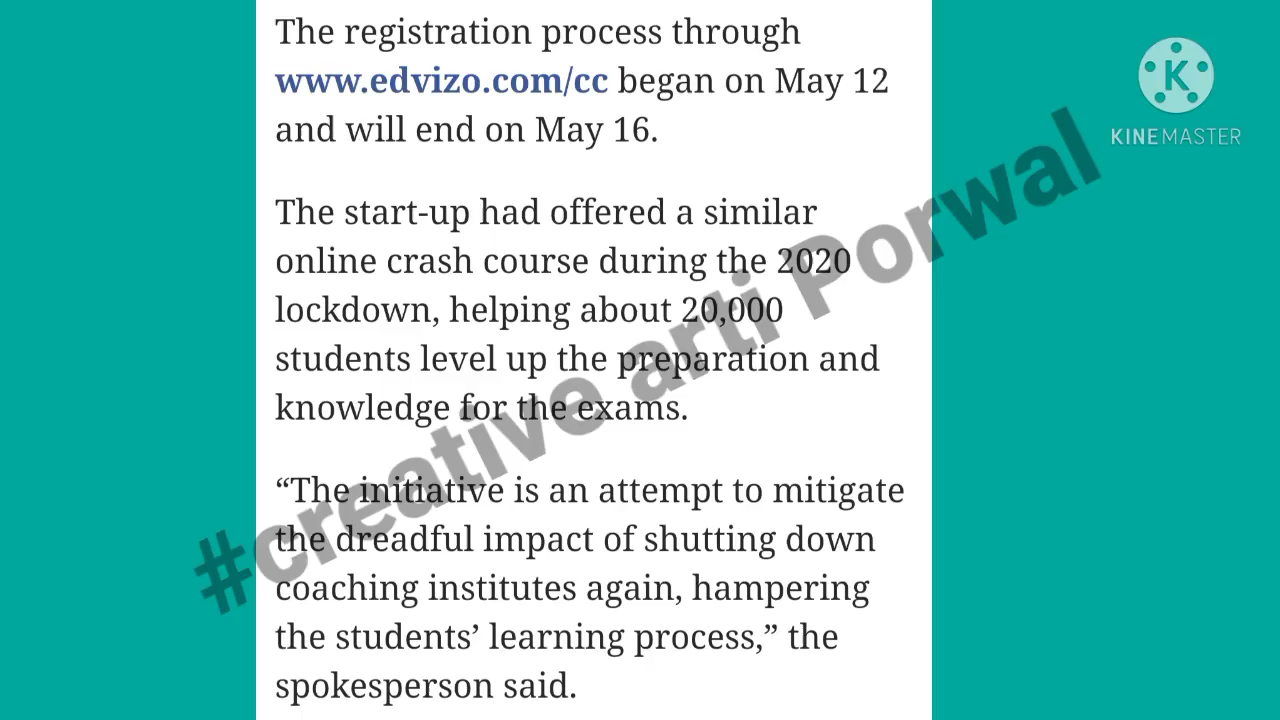 The registration process through
www.edvizo.com/cc began on May 12
and will end on May 16.
The start-up had offered a similar
online crash course during the 2020
lockdown, helping about 20,000
students level up the preparation and
knowledge for the exams.
“The initiative is an attempt to mitigate
the dreadful impact of shutting down
coaching institutes again, hampering
the students’ learning process,” the
spokesperson said.
#creative arti Porwal
K
KINEMASTER